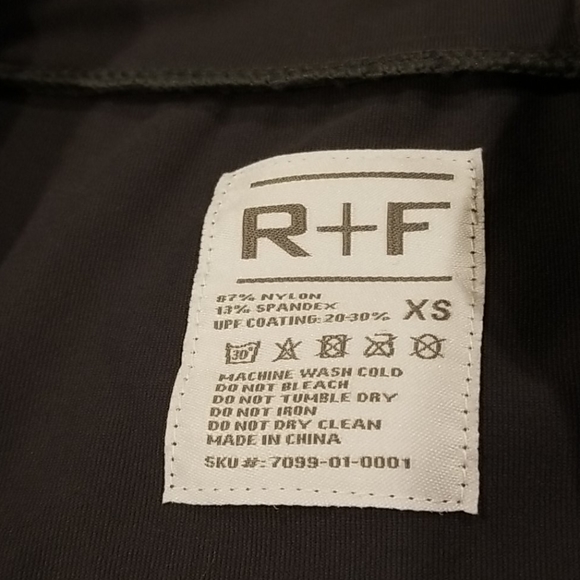 R+F
87% NYLON
13% SPANDEX
UPF COATING: 20-30%
XS
30°
MACHINE WASH COLD
DO NOT BLEACH
DO NOT TUMBLE DRY
DO NOT IRON
DO NOT DRY CLEAN
MADE IN CHINA
SKU #: 7099-01-0001